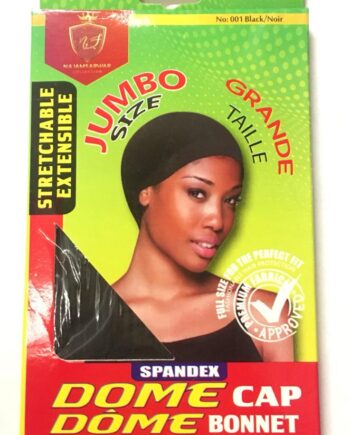 No: 001 Black/Noir
STRETCHABLE
EXTENSIBLE
JUMBO
SIZE
GRANDE
TAILLE
FULL SIZE FOR THE PERFECT FIT
PREMIUM FABRIC
APPROVED
SPANDEX
DOME CAP
DÔME BONNET